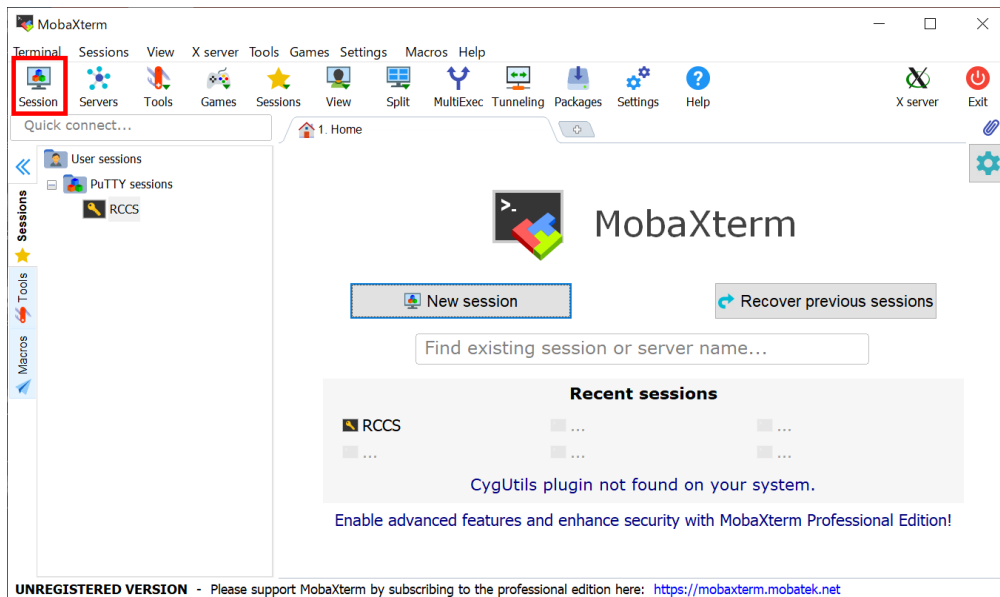 MobaXterm
Terminal Sessions View X server Tools Games Settings Macros Help
Session Servers Tools Games Sessions View Split MultiExec Tunneling Packages Settings Help X server Exit
Quick connect...
1. Home
User sessions
PuTTY sessions
RCCS
Sessions
Tools
Macros
>_
MobaXterm
New session
Recover previous sessions
Find existing session or server name...
Recent sessions
RCCS ... ...
... ... ...
CygUtils plugin not found on your system.
Enable advanced features and enhance security with MobaXterm Professional Edition!
UNREGISTERED VERSION - Please support MobaXterm by subscribing to the professional edition here: https://mobaxterm.mobatek.net